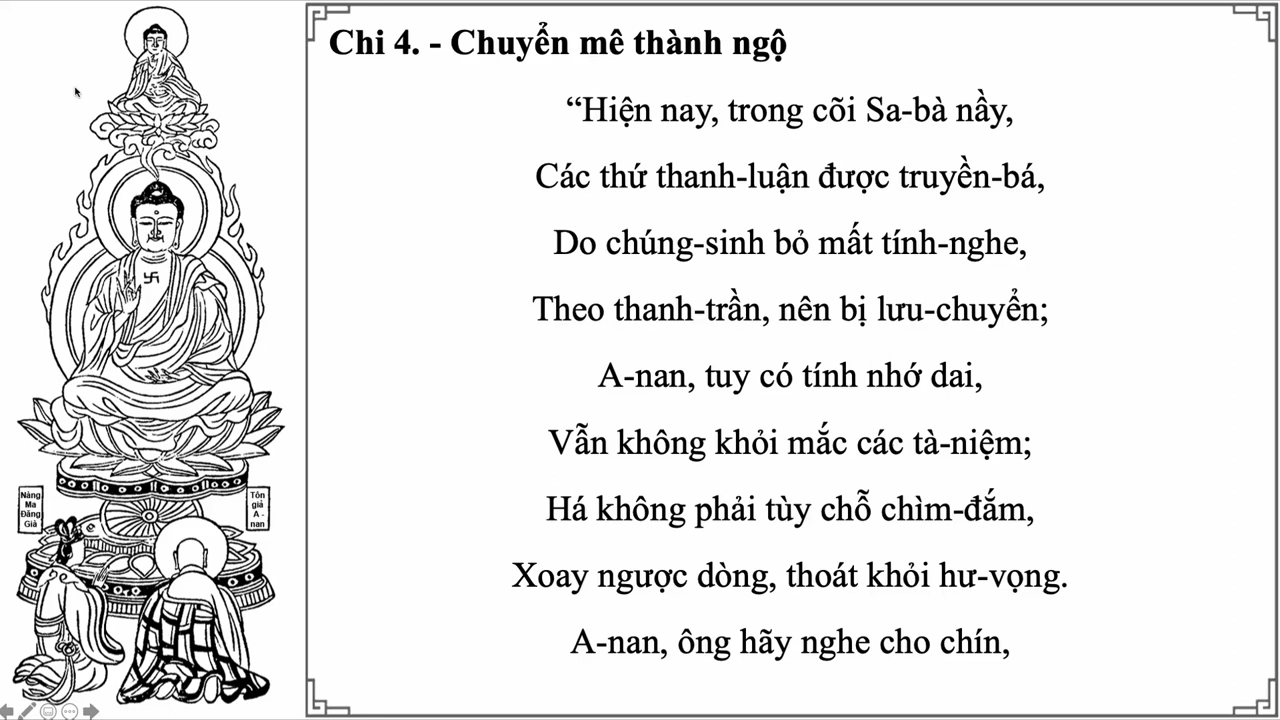 Chi 4. - Chuyển mê thành ngộ
“Hiện nay, trong cõi Sa-bà nầy,
Các thứ thanh-luận được truyền-bá,
Do chúng-sinh bỏ mất tính-nghe,
Theo thanh-trần, nên bị lưu-chuyển;
A-nan, tuy có tính nhớ dai,
Vẫn không khỏi mắc các tà-niệm;
Há không phải tùy chỗ chìm-đắm,
Xoay ngược dòng, thoát khỏi hư-vọng.
A-nan, ông hãy nghe cho chín,
Nàng
Ma
Đăng
Già
Tôn
giả
A -
nan